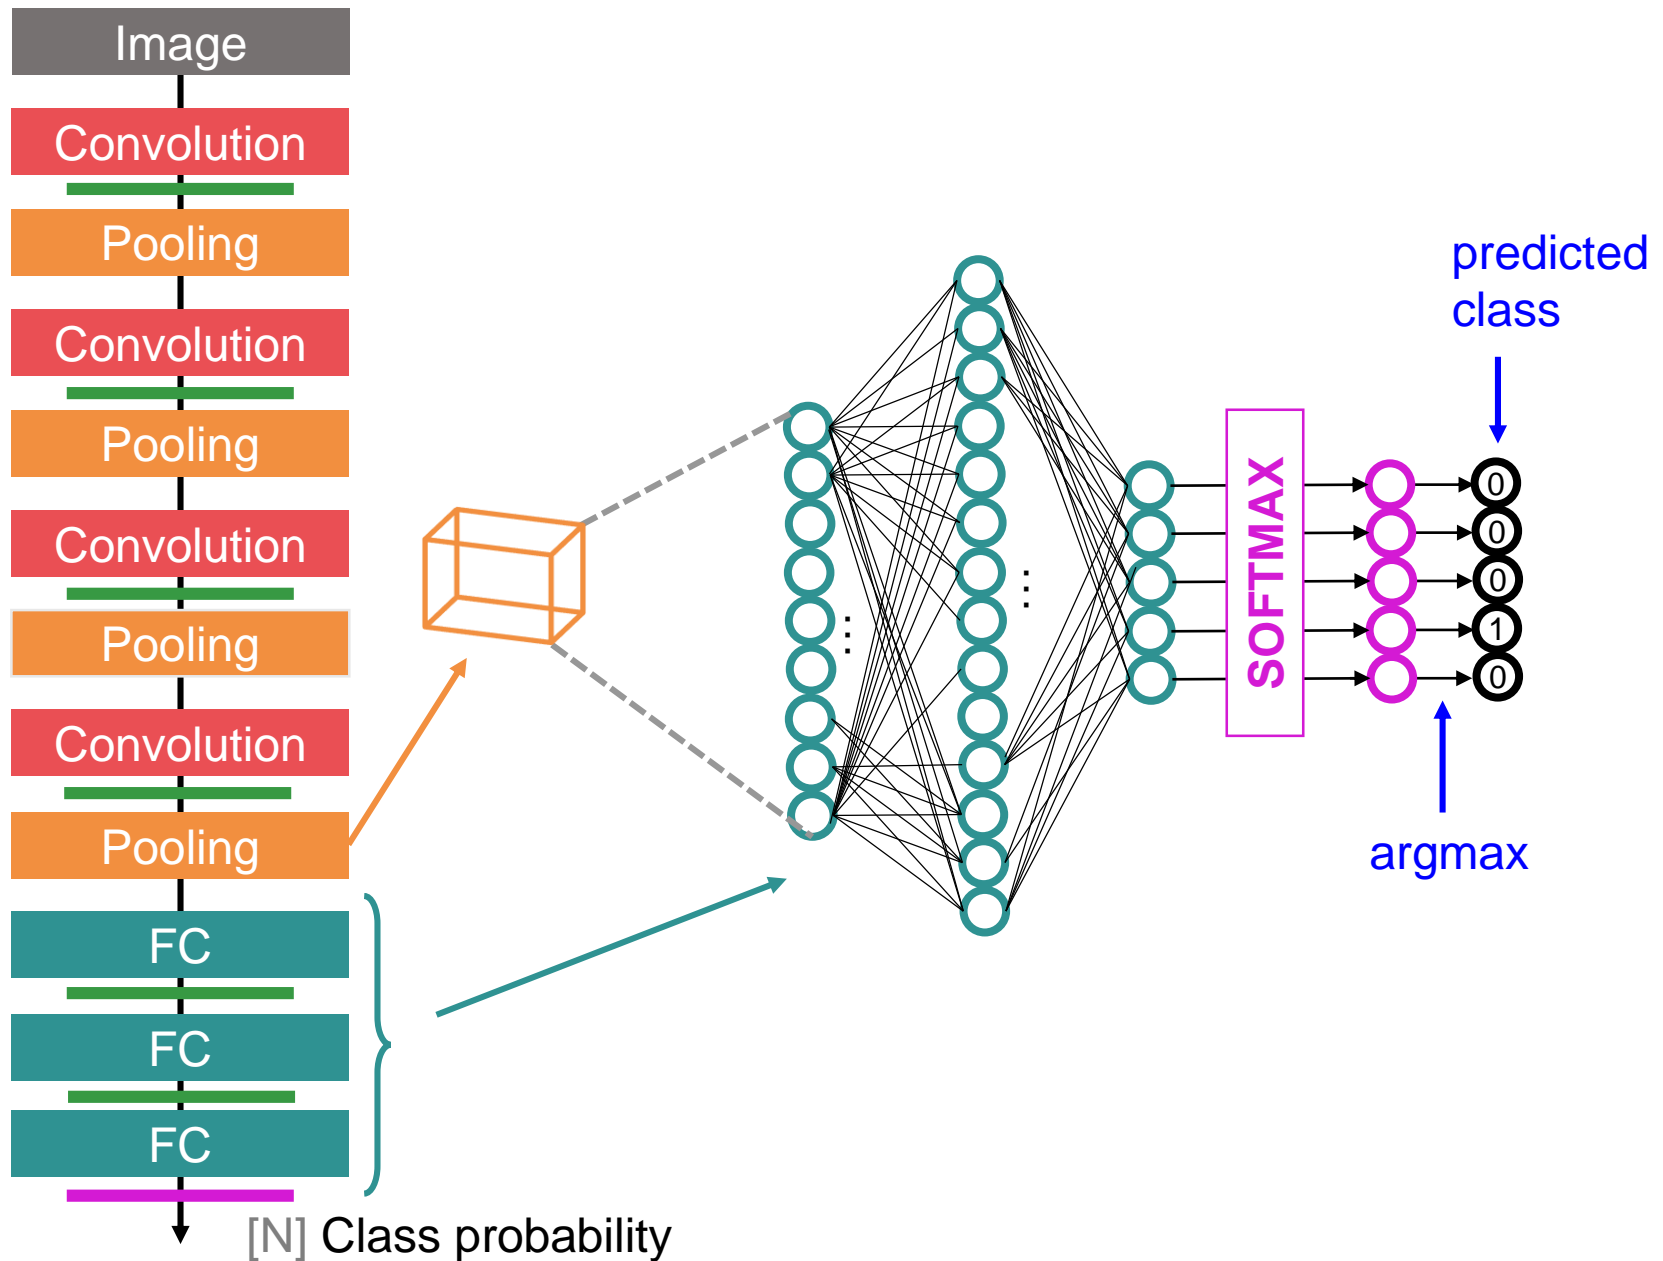 Image
Convolution
Pooling
Convolution
Pooling
Convolution
Pooling
Convolution
Pooling
FC
FC
FC
[N] Class probability
...
...
SOFTMAX
predicted
class
0
0
0
1
0
argmax